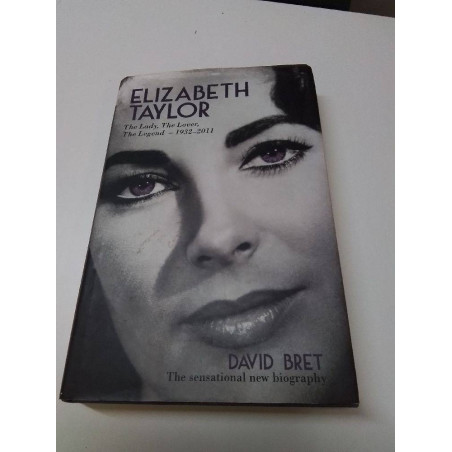 ELIZABETH
TAYLOR
The Lady, The Lover,
The Legend – 1932–2011
DAVID BRET
The sensational new biography